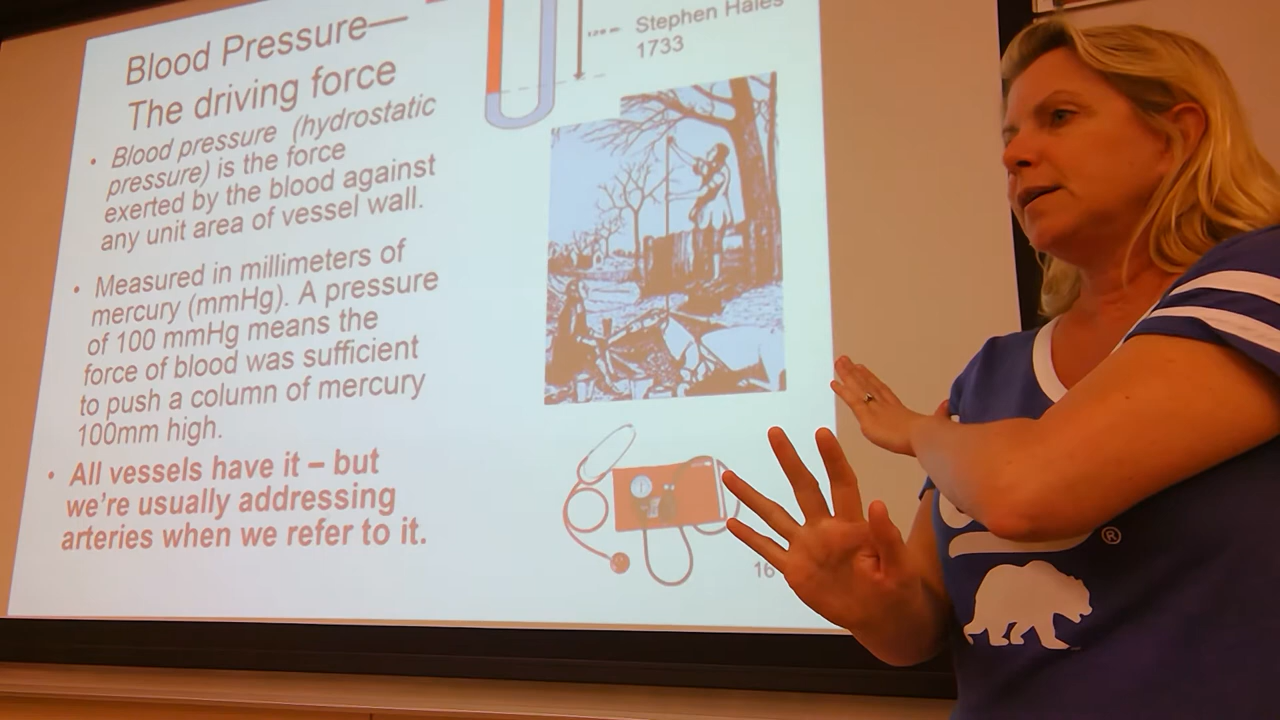 Blood Pressure—
The driving force
• Blood pressure (hydrostatic
pressure) is the force
exerted by the blood against
any unit area of vessel wall.
• Measured in millimeters of
mercury (mmHg). A pressure
of 100 mmHg means the
force of blood was sufficient
to push a column of mercury
100mm high.
• All vessels have it – but
we're usually addressing
arteries when we refer to it.
Stephen Hales
1733
16
®